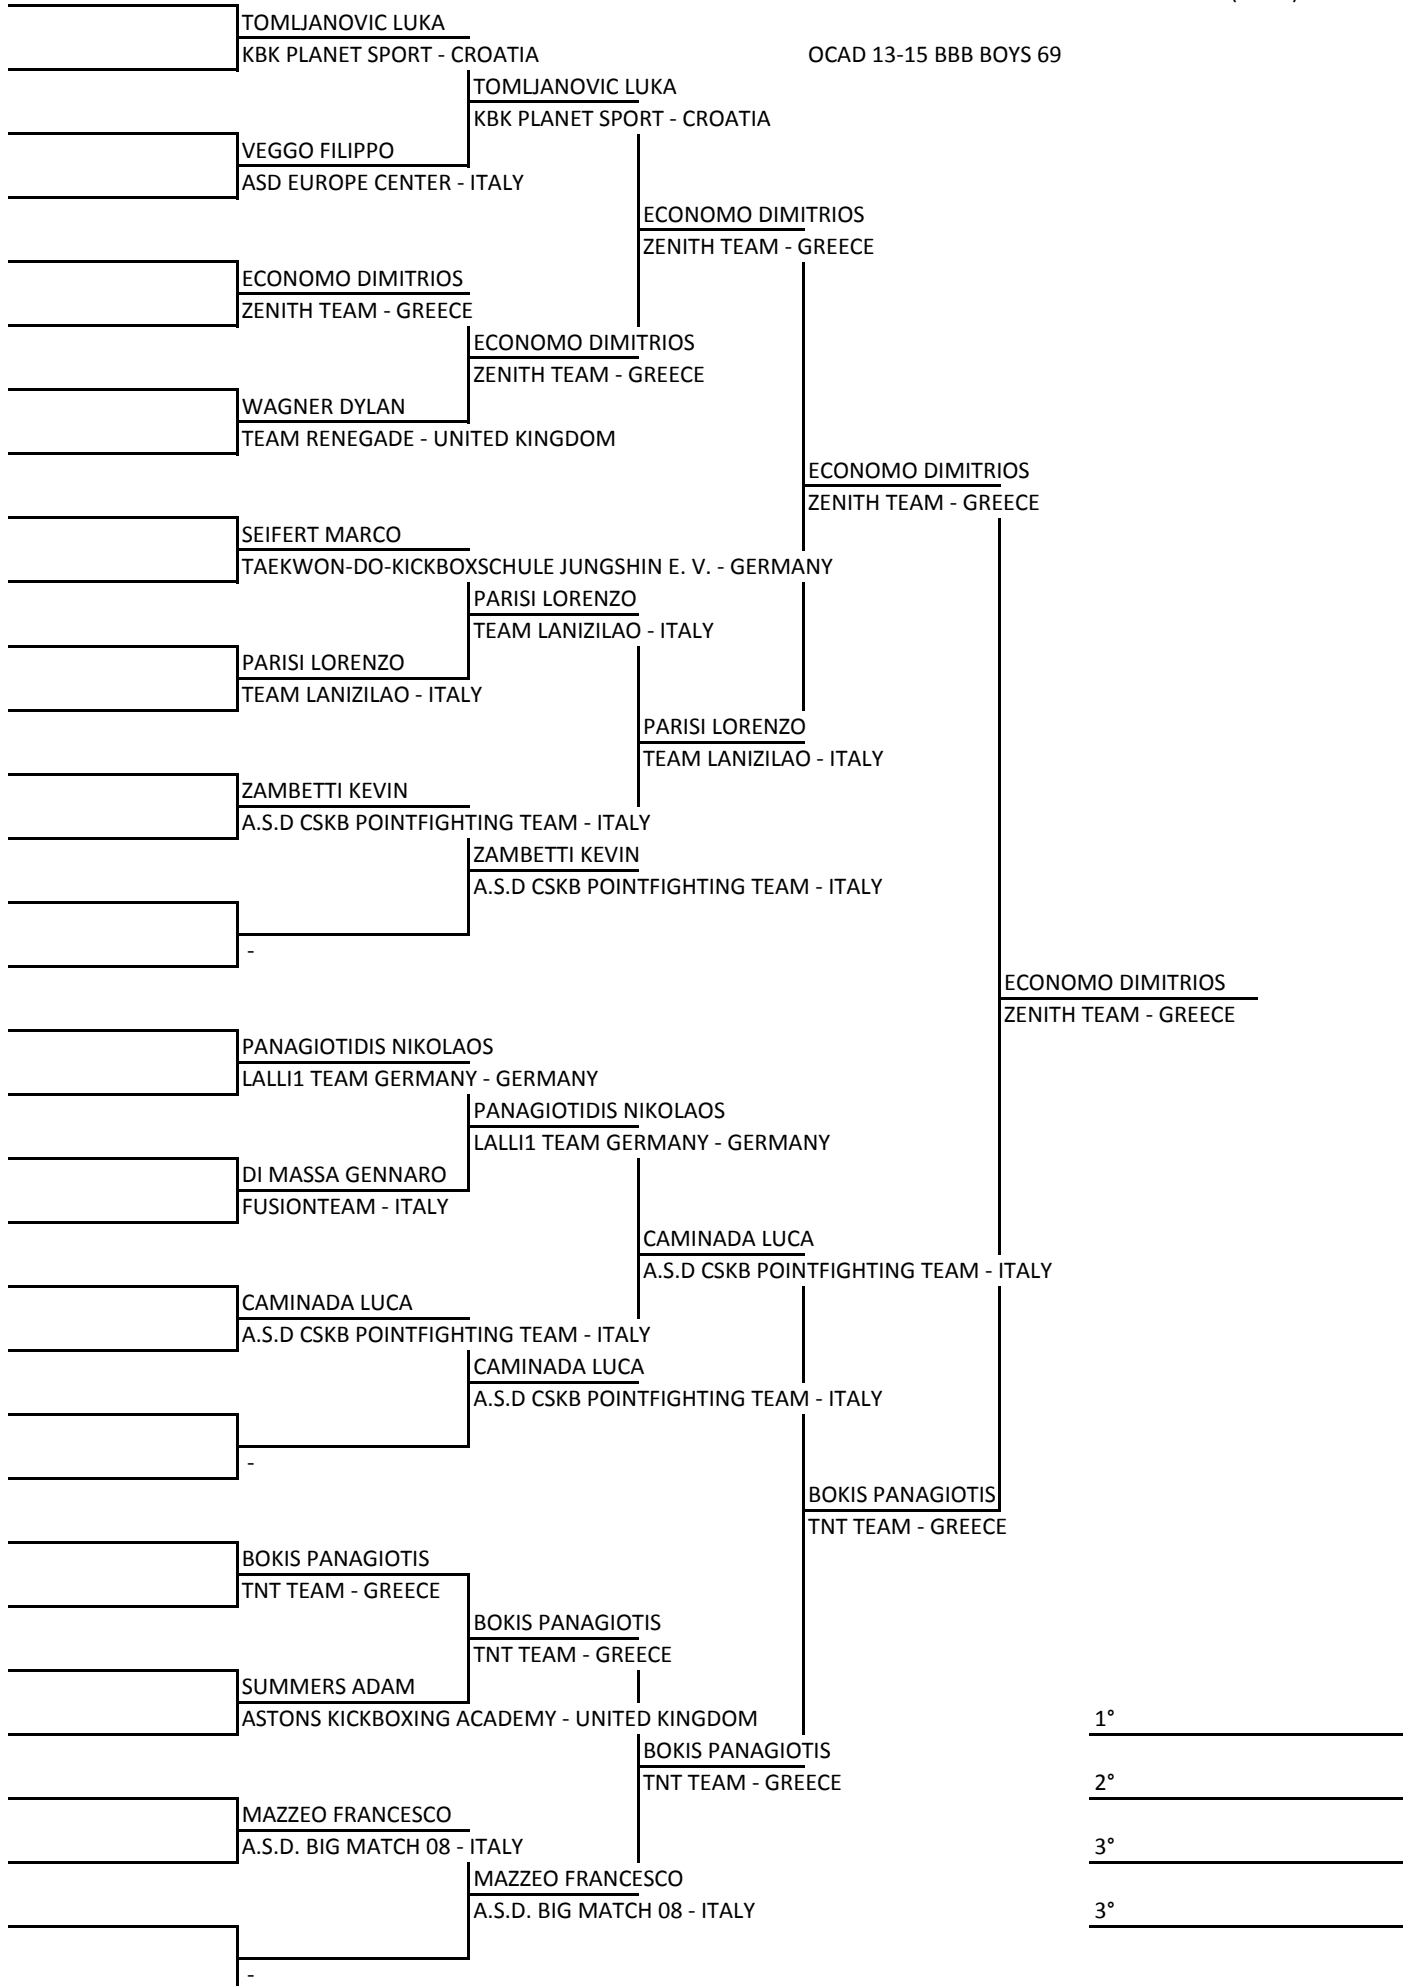 TOMLJANOVIC LUKA
KBK PLANET SPORT - CROATIA
OCAD 13-15 BBB BOYS 69
TOMLJANOVIC LUKA
KBK PLANET SPORT - CROATIA
VEGGO FILIPPO
ASD EUROPE CENTER - ITALY
ECONOMO DIMITRIOS
ZENITH TEAM - GREECE
ECONOMO DIMITRIOS
ZENITH TEAM - GREECE
ECONOMO DIMITRIOS
ZENITH TEAM - GREECE
WAGNER DYLAN
TEAM RENEGADE - UNITED KINGDOM
ECONOMO DIMITRIOS
ZENITH TEAM - GREECE
SEIFERT MARCO
TAEKWON-DO-KICKBOXSCHULE JUNGSHIN E. V. - GERMANY
PARISI LORENZO
TEAM LANIZILAO - ITALY
PARISI LORENZO
TEAM LANIZILAO - ITALY
PARISI LORENZO
TEAM LANIZILAO - ITALY
ZAMBETTI KEVIN
A.S.D CSKB POINTFIGHTING TEAM - ITALY
ZAMBETTI KEVIN
A.S.D CSKB POINTFIGHTING TEAM - ITALY
-
ECONOMO DIMITRIOS
ZENITH TEAM - GREECE
PANAGIOTIDIS NIKOLAOS
LALLI1 TEAM GERMANY - GERMANY
PANAGIOTIDIS NIKOLAOS
LALLI1 TEAM GERMANY - GERMANY
DI MASSA GENNARO
FUSIONTEAM - ITALY
CAMINADA LUCA
A.S.D CSKB POINTFIGHTING TEAM - ITALY
CAMINADA LUCA
A.S.D CSKB POINTFIGHTING TEAM - ITALY
CAMINADA LUCA
A.S.D CSKB POINTFIGHTING TEAM - ITALY
-
BOKIS PANAGIOTIS
TNT TEAM - GREECE
BOKIS PANAGIOTIS
TNT TEAM - GREECE
BOKIS PANAGIOTIS
TNT TEAM - GREECE
SUMMERS ADAM
ASTONS KICKBOXING ACADEMY - UNITED KINGDOM
1°
BOKIS PANAGIOTIS
TNT TEAM - GREECE
2°
MAZZEO FRANCESCO
A.S.D. BIG MATCH 08 - ITALY
3°
MAZZEO FRANCESCO
A.S.D. BIG MATCH 08 - ITALY
3°
-